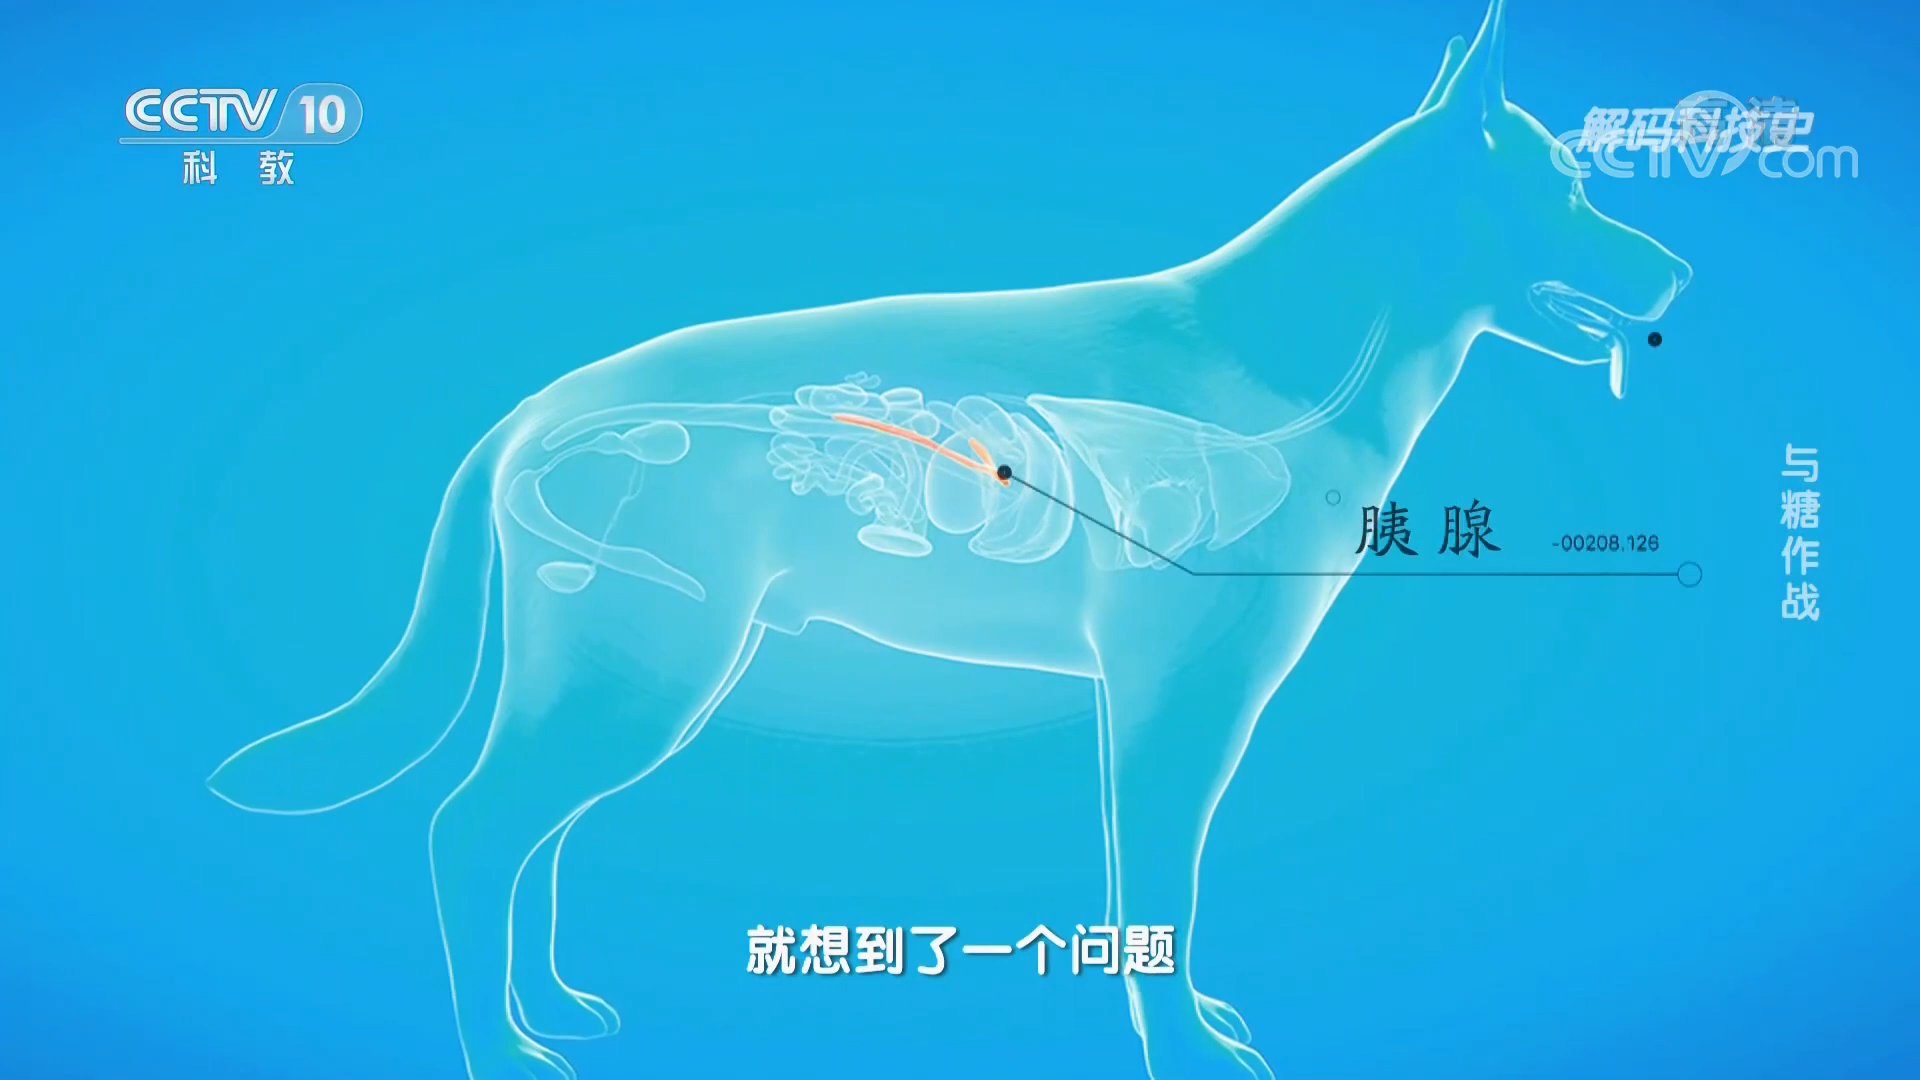 CCTV 10
科 教
解码科技史
CCTV.com
胰 腺
-00208.126
与糖作战
就想到了一个问题